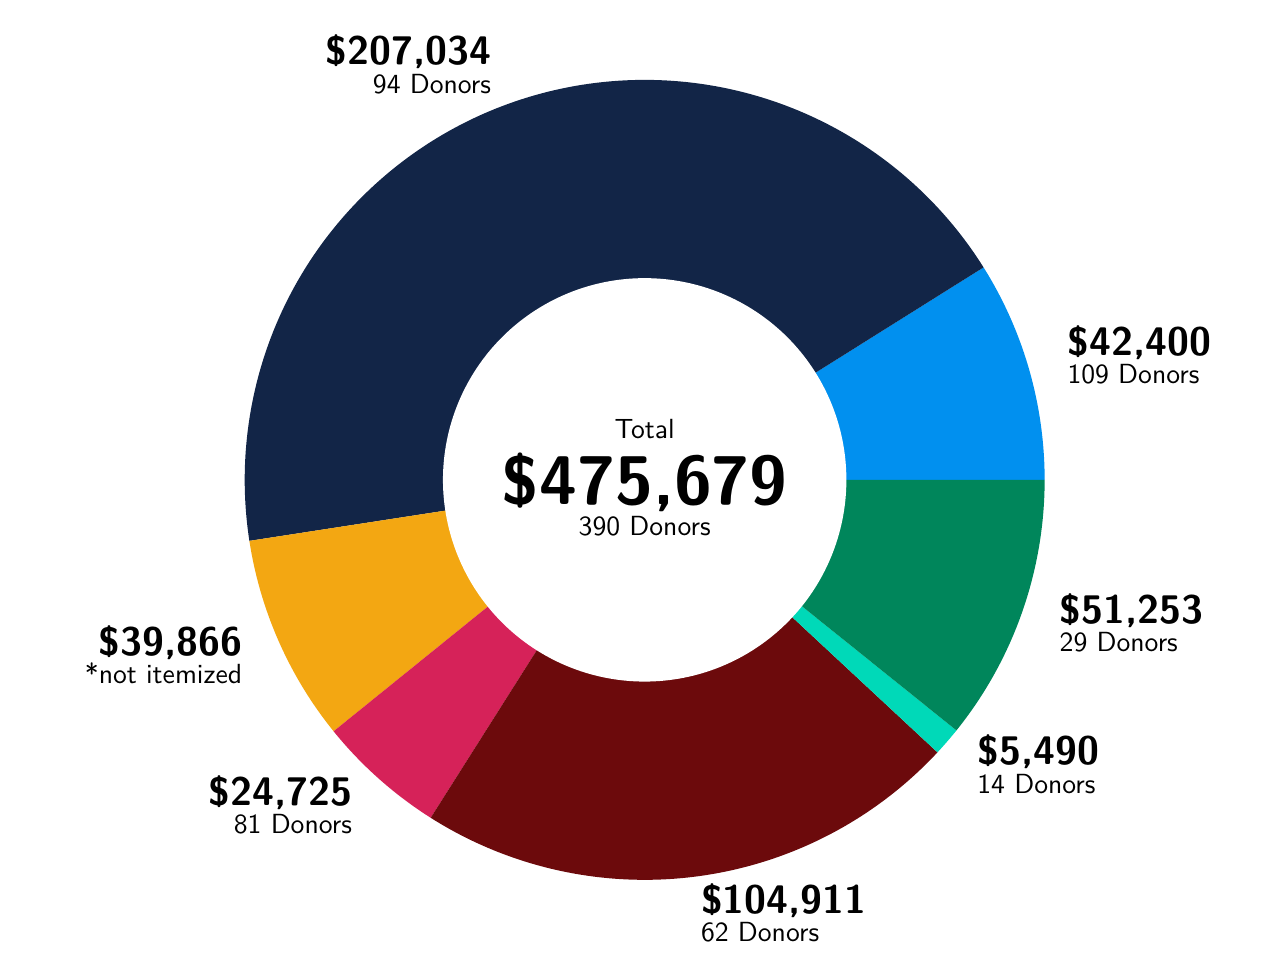 $207,034
94 Donors
$42,400
109 Donors
Total
$475,679
390 Donors
$51,253
29 Donors
$39,866
*not itemized
$5,490
14 Donors
$24,725
81 Donors
$104,911
62 Donors